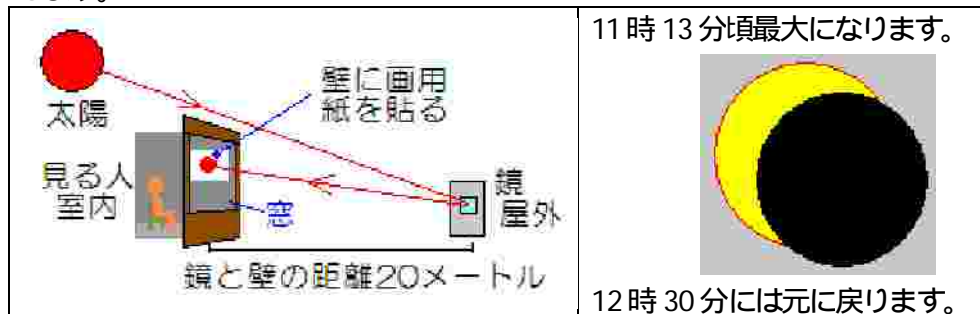 太陽
壁に画用
紙を貼る
見る人
室内
窓
鏡
屋外
鏡と壁の距離20メートル
11時13分頃最大になります。
12時30分には元に戻ります。